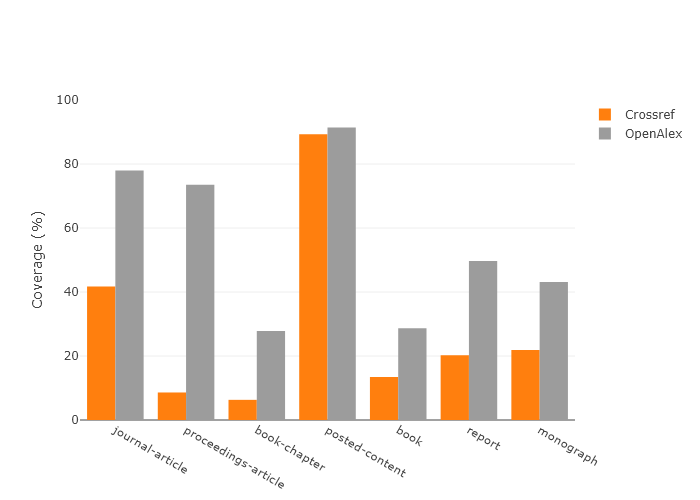 100
80
60
40
20
0
Coverage (%)
journal-article
proceedings-article
book-chapter
posted-content
book
report
monograph
Crossref
OpenAlex